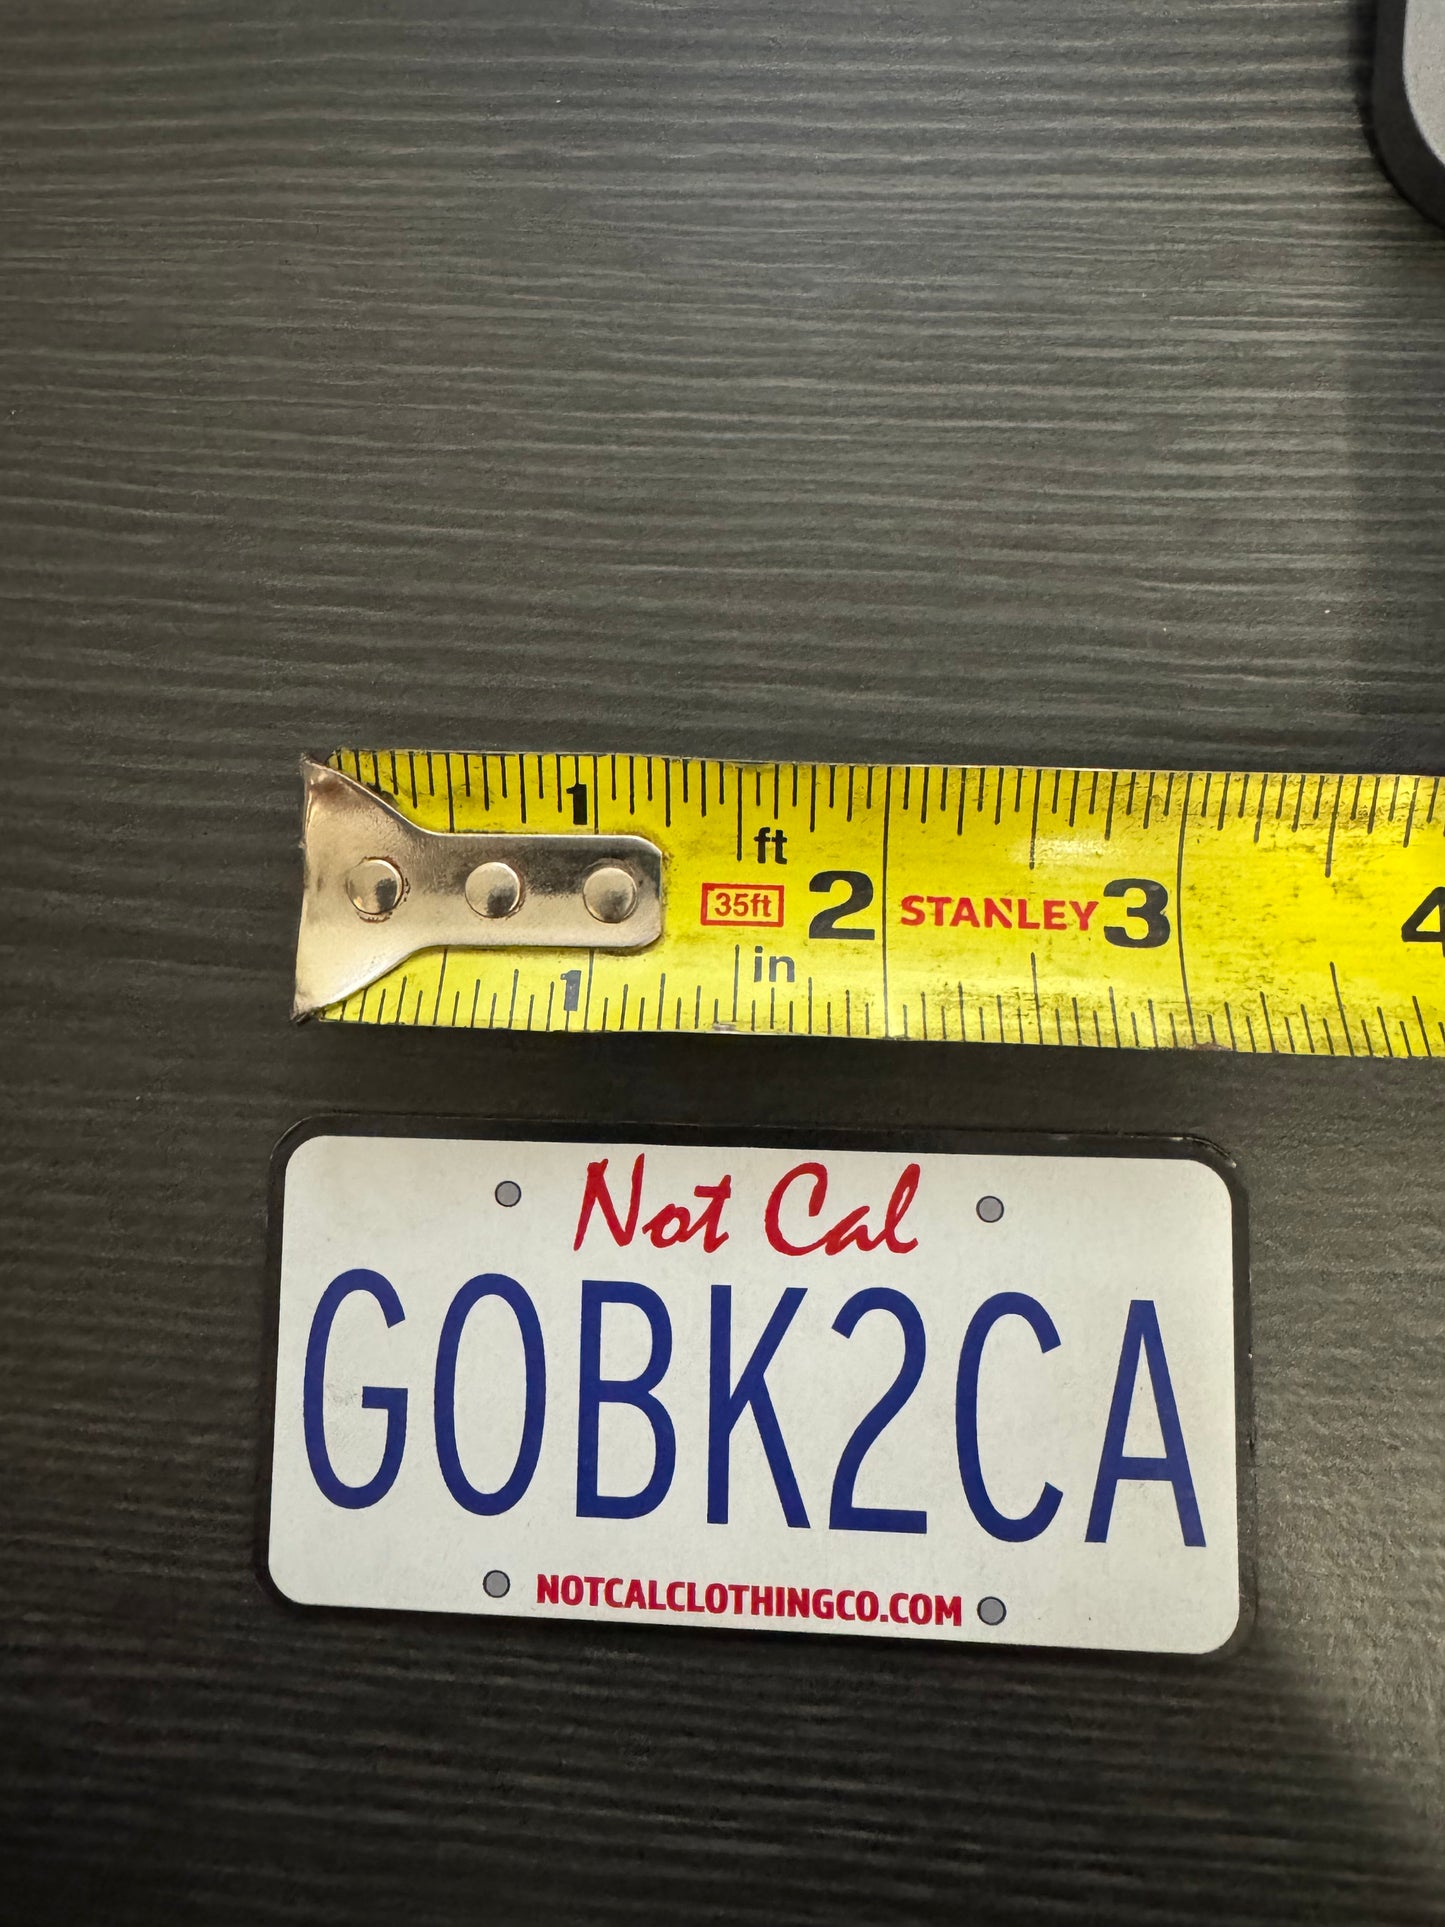 1
ft
35ft 2 STANLEY 3 4
in
1
Not Cal
GOBK2CA
NOTCALCLOTHINGCO.COM